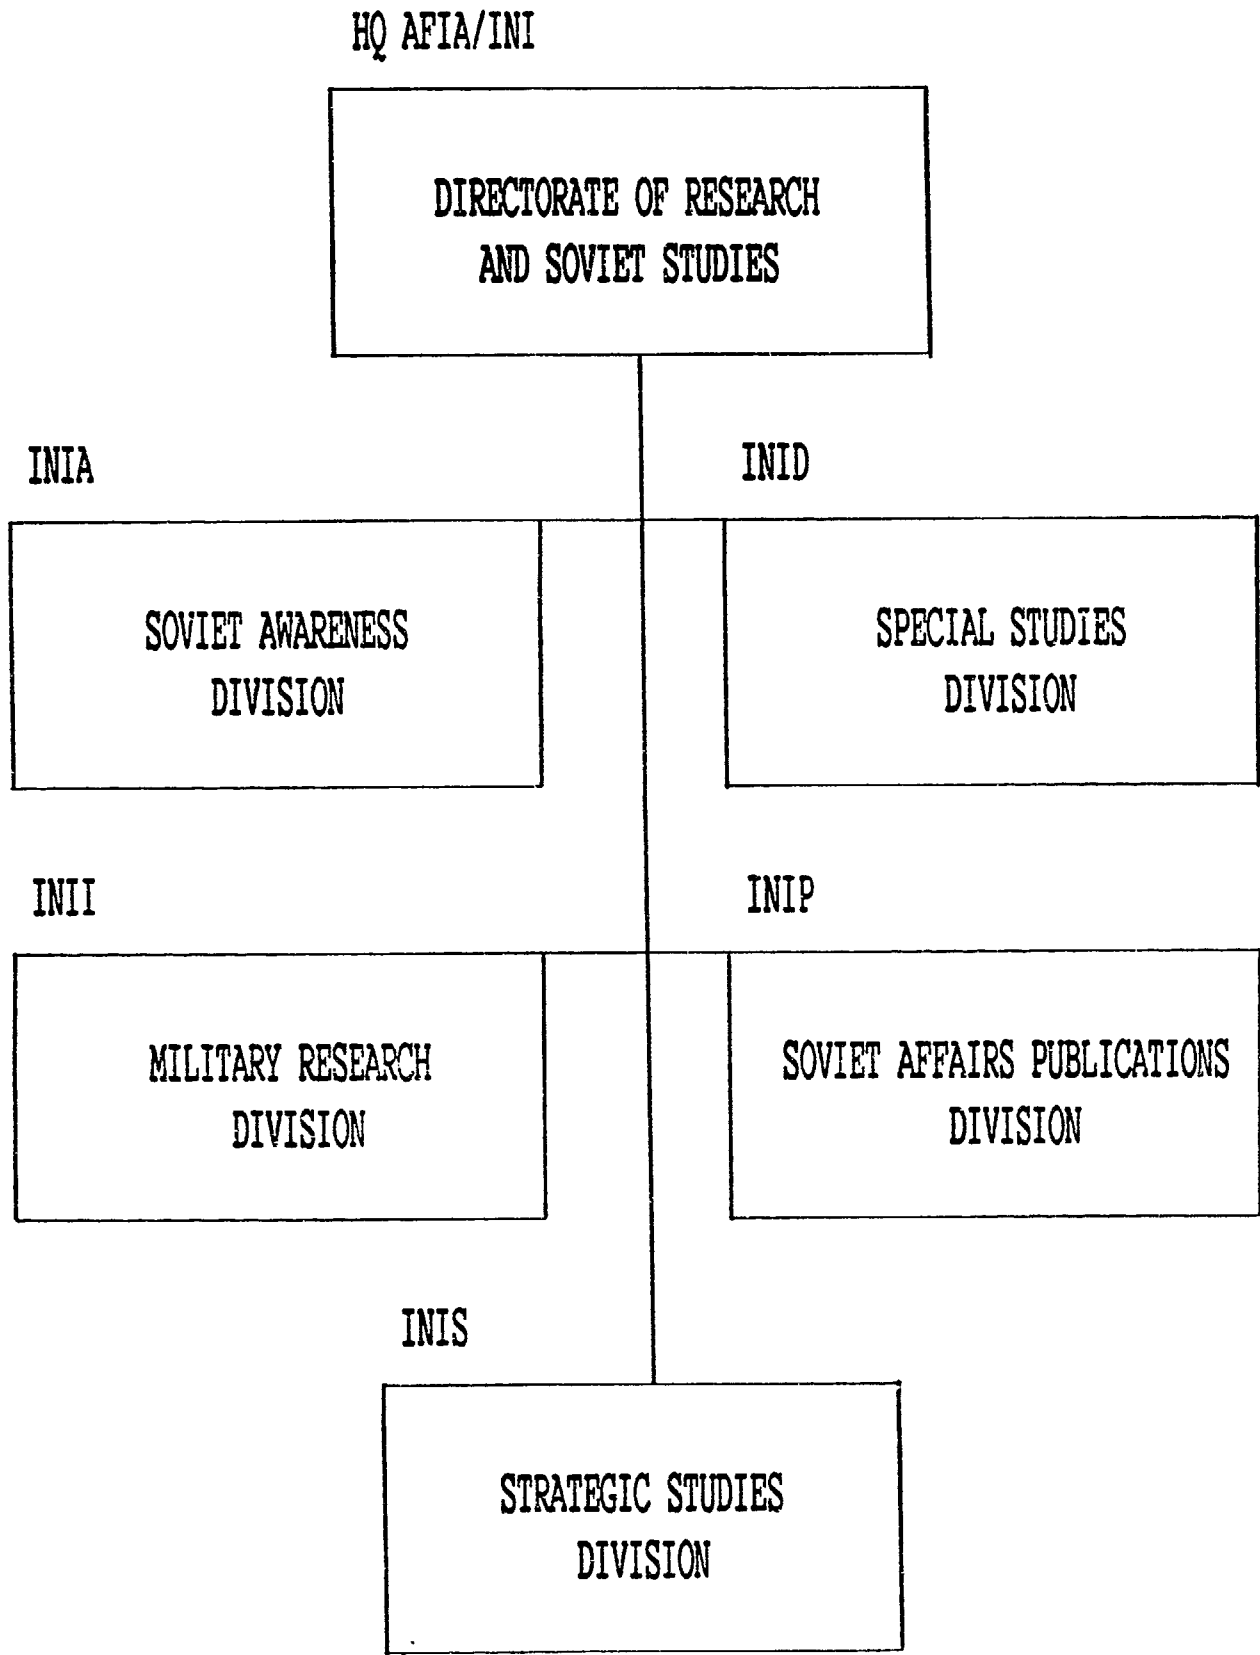 HQ AFIA/INI
DIRECTORATE OF RESEARCH
AND SOVIET STUDIES
INIA
SOVIET AWARENESS
DIVISION
INID
SPECIAL STUDIES
DIVISION
INII
MILITARY RESEARCH
DIVISION
INIP
SOVIET AFFAIRS PUBLICATIONS
DIVISION
INIS
STRATEGIC STUDIES
DIVISION